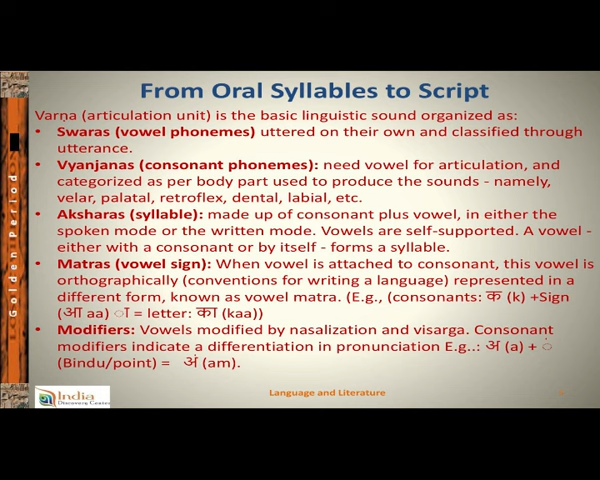 From Oral Syllables to Script
Varṇa (articulation unit) is the basic linguistic sound organized as:
• Swaras (vowel phonemes) uttered on their own and classified through
utterance.
• Vyanjanas (consonant phonemes): need vowel for articulation, and
categorized as per body part used to produce the sounds - namely,
velar, palatal, retroflex, dental, labial, etc.
• Aksharas (syllable): made up of consonant plus vowel, in either the
spoken mode or the written mode. Vowels are self-supported. A vowel -
either with a consonant or by itself - forms a syllable.
• Matras (vowel sign): When vowel is attached to consonant, this vowel is
orthographically (conventions for writing a language) represented in a
different form, known as vowel matra. (E.g., (consonants: क (k) +Sign
(आ aa) ा = letter: का (kaa))
• Modifiers: Vowels modified by nasalization and visarga. Consonant
modifiers indicate a differentiation in pronunciation E.g..: अ (a) + ं
(Bindu/point) = अं (am).
Golden Period
India
Discovery Center
Language and Literature